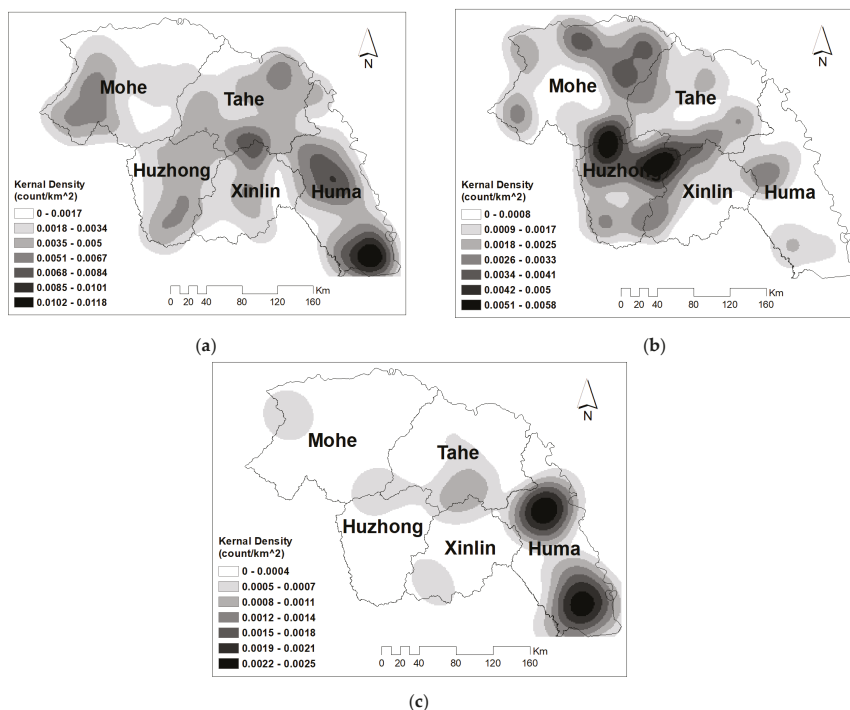 N
Mohe
Tahe
Huzhong
Xinlin
Huma
Kernal Density
(count/km^2)
0 - 0.0017
0.0018 - 0.0034
0.0035 - 0.005
0.0051 - 0.0067
0.0068 - 0.0084
0.0085 - 0.0101
0.0102 - 0.0118
Km
0 20 40 80 120 160
(a)
N
Mohe
Tahe
Huzhong
Xinlin
Huma
Kernal Density
(count/km^2)
0 - 0.0008
0.0009 - 0.0017
0.0018 - 0.0025
0.0026 - 0.0033
0.0034 - 0.0041
0.0042 - 0.005
0.0051 - 0.0058
Km
0 20 40 80 120 160
(b)
N
Mohe
Tahe
Huzhong
Xinlin
Huma
Kernal Density
(count/km^2)
0 - 0.0004
0.0005 - 0.0007
0.0008 - 0.0011
0.0012 - 0.0014
0.0015 - 0.0018
0.0019 - 0.0021
0.0022 - 0.0025
Km
0 20 40 80 120 160
(c)